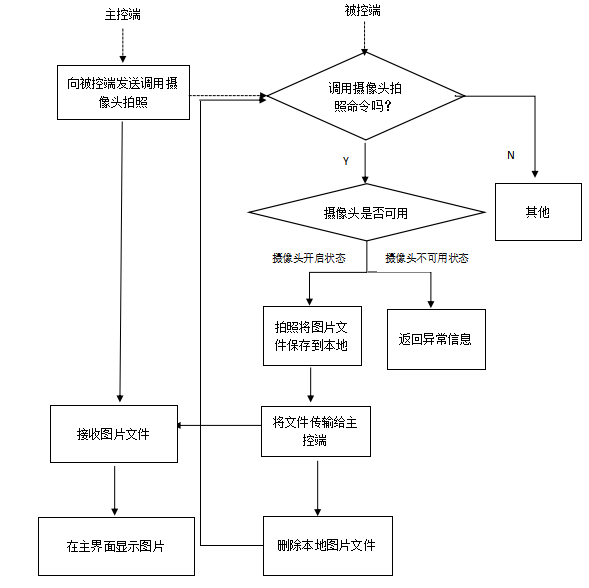 主控端
被控端
向被控端发送调用摄
像头拍照
调用摄像头拍
照命令吗?
Y
N
摄像头是否可用
其他
摄像头开启状态
摄像头不可用状态
拍照将图片文
件保存到本地
返回异常信息
接收图片文件
将文件传输给主
控端
在主界面显示图片
删除本地图片文件